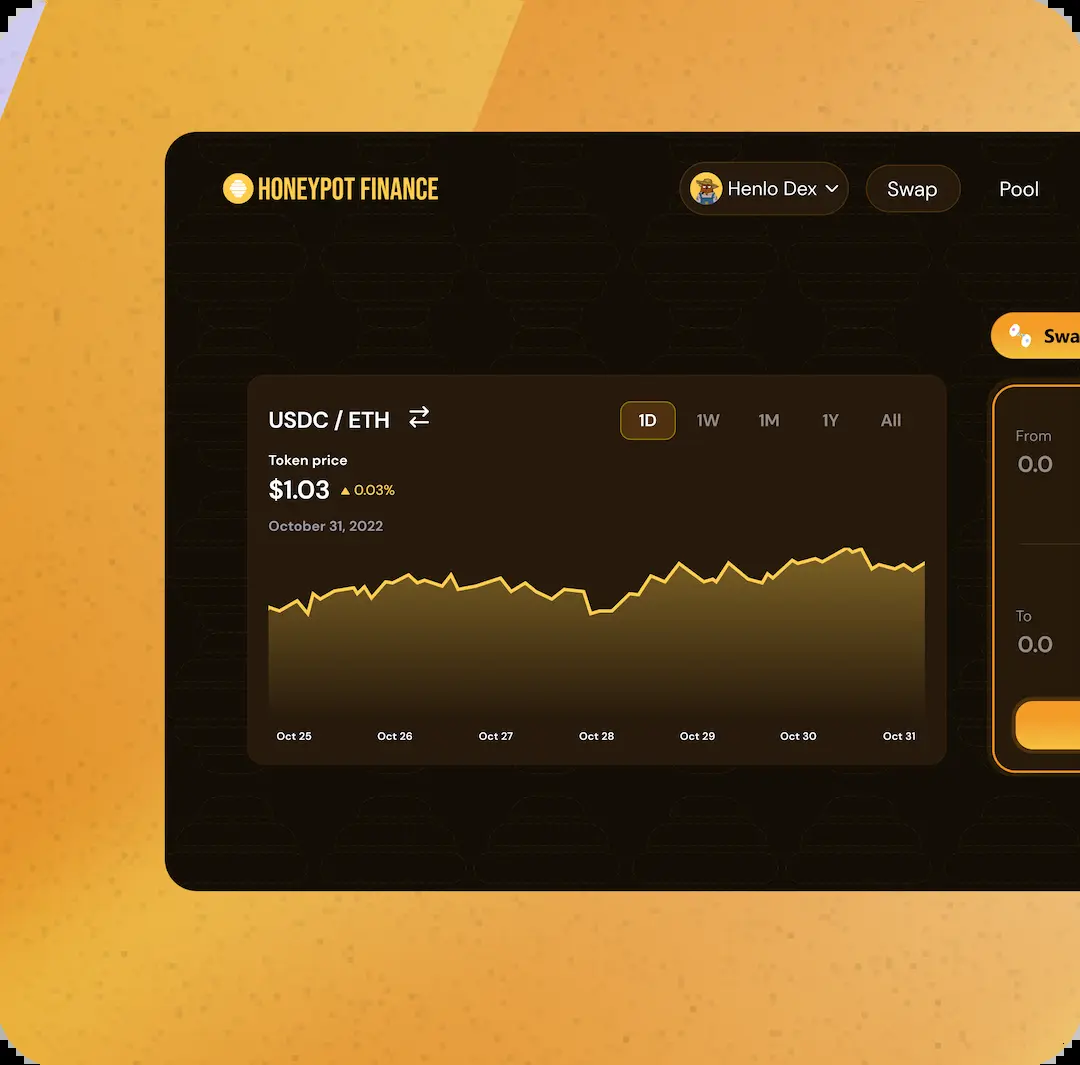 HONEYPOT FINANCE
Henlo Dex
Swap
Pool
Swa
USDC / ETH
1D
1W
1M
1Y
All
Token price
$1.03 ▲ 0.03%
October 31, 2022
Oct 25
Oct 26
Oct 27
Oct 28
Oct 29
Oct 30
Oct 31
From
0.0
To
0.0